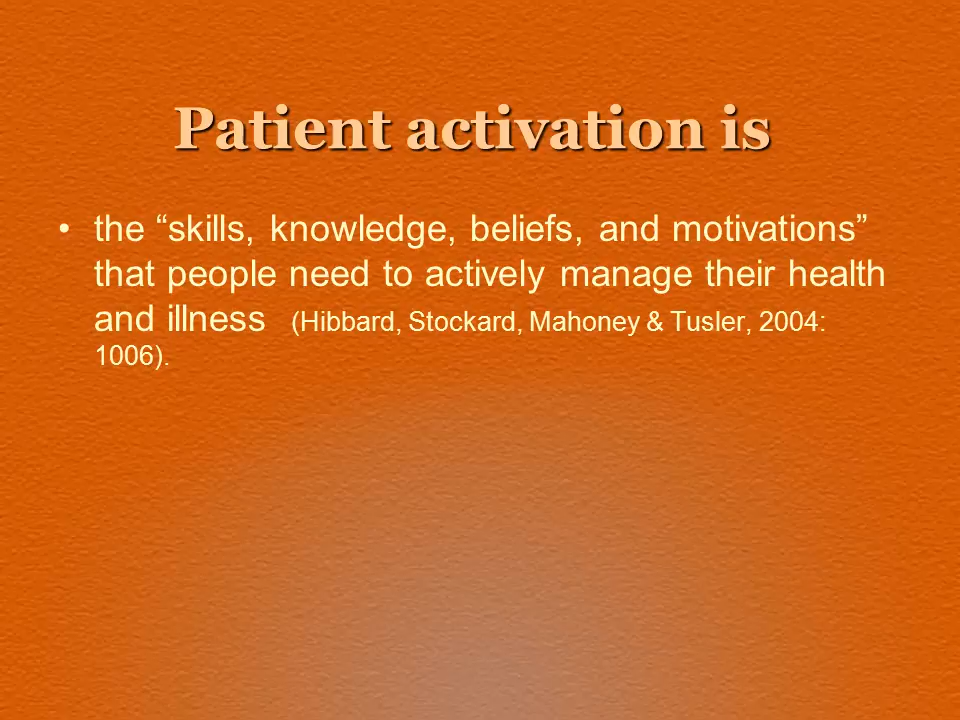 Patient activation is
• the “skills, knowledge, beliefs, and motivations”
that people need to actively manage their health
and illness (Hibbard, Stockard, Mahoney & Tusler, 2004:
1006).